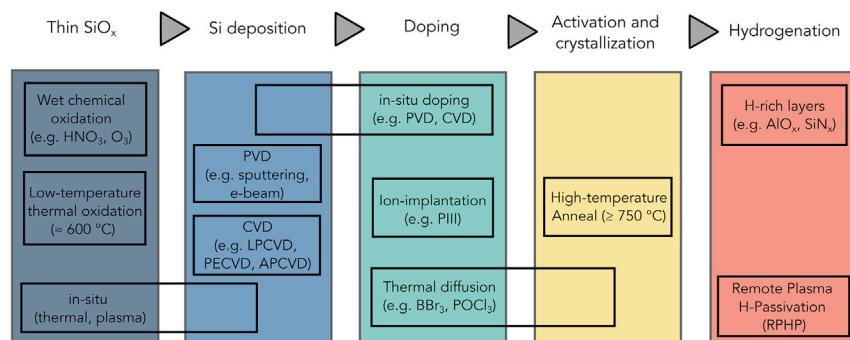 Thin SiOₓ
Si deposition
Doping
Activation and
crystallization
Hydrogenation
Wet chemical
oxidation
(e.g. HNO₃, O₃)
Low-temperature
thermal oxidation
(≈ 600 °C)
in-situ
(thermal, plasma)
PVD
(e.g. sputtering,
e-beam)
CVD
(e.g. LPCVD,
PECVD, APCVD)
in-situ doping
(e.g. PVD, CVD)
Ion-implantation
(e.g. PIII)
Thermal diffusion
(e.g. BBr₃, POCl₃)
High-temperature
Anneal (≥ 750 °C)
H-rich layers
(e.g. AlOₓ, SiNₓ)
Remote Plasma
H-Passivation
(RPHP)